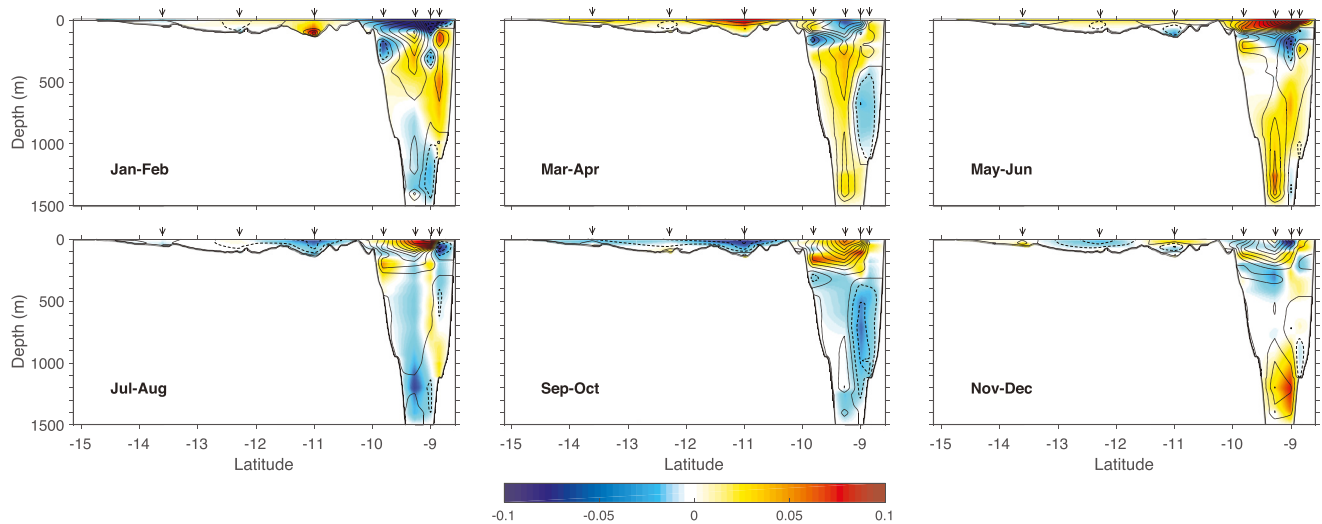 0
500
1000
1500
Depth (m)
Jan-Feb
Mar-Apr
May-Jun
0
500
1000
1500
Depth (m)
Jul-Aug
Sep-Oct
Nov-Dec
-15 -14 -13 -12 -11 -10 -9
-15 -14 -13 -12 -11 -10 -9
-15 -14 -13 -12 -11 -10 -9
Latitude
Latitude
Latitude
-0.1 -0.05 0 0.05 0.1